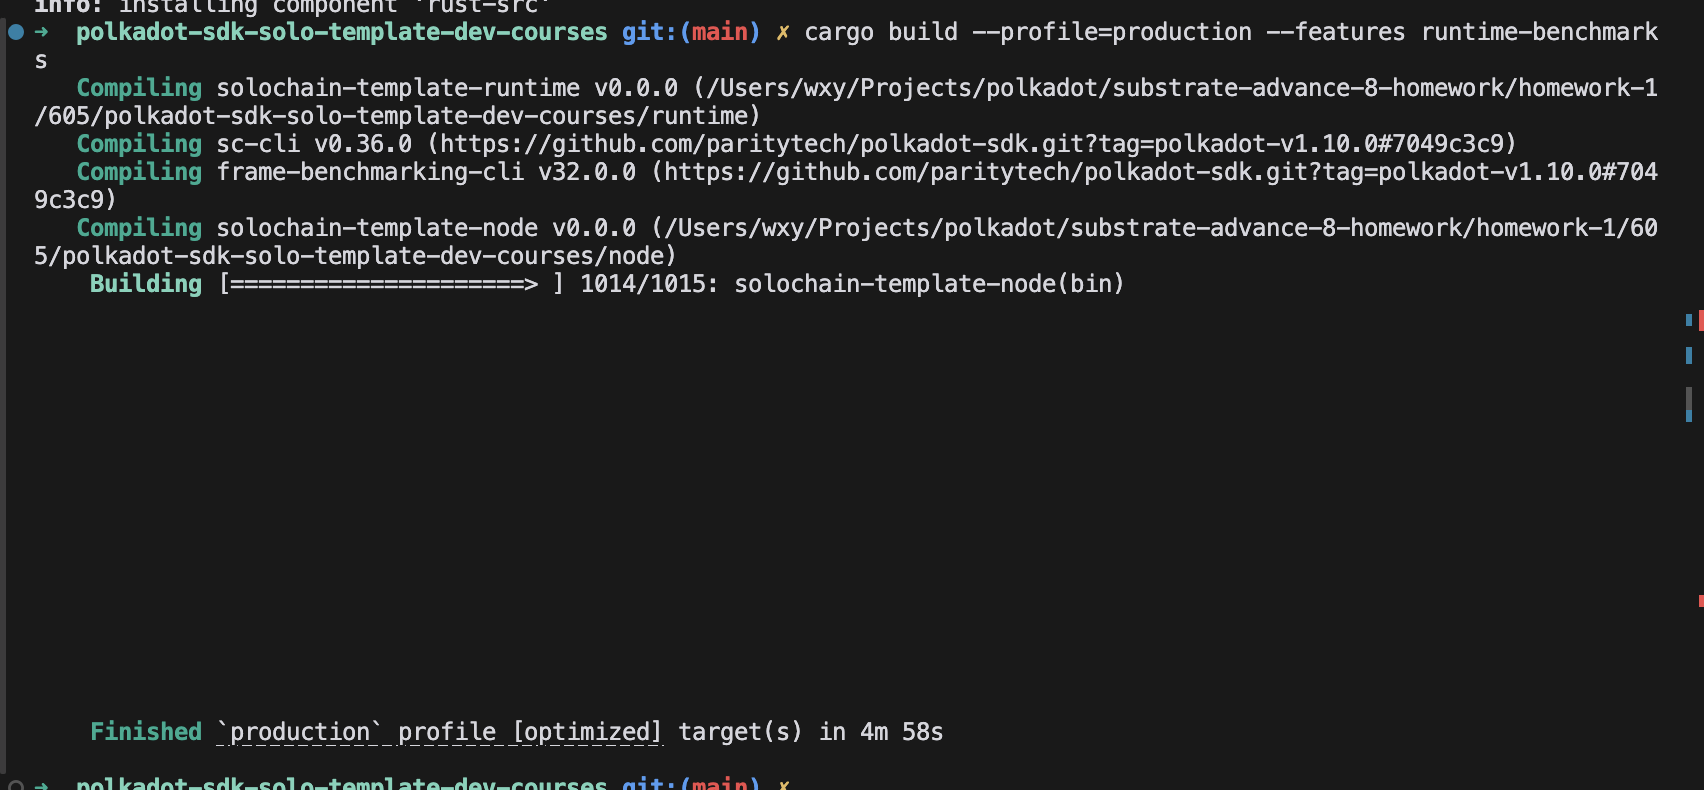 info: installing component 'rust-src'
➜  polkadot-sdk-solo-template-dev-courses git:(main) ✗ cargo build --profile=production --features runtime-benchmark
s
   Compiling solochain-template-runtime v0.0.0 (/Users/wxy/Projects/polkadot/substrate-advance-8-homework/homework-1
/605/polkadot-sdk-solo-template-dev-courses/runtime)
   Compiling sc-cli v0.36.0 (https://github.com/paritytech/polkadot-sdk.git?tag=polkadot-v1.10.0#7049c3c9)
   Compiling frame-benchmarking-cli v32.0.0 (https://github.com/paritytech/polkadot-sdk.git?tag=polkadot-v1.10.0#704
9c3c9)
   Compiling solochain-template-node v0.0.0 (/Users/wxy/Projects/polkadot/substrate-advance-8-homework/homework-1/60
5/polkadot-sdk-solo-template-dev-courses/node)
    Building [=====================> ] 1014/1015: solochain-template-node(bin)
    Finished `production` profile [optimized] target(s) in 4m 58s
➜  polkadot-sdk-solo-template-dev-courses git:(main) ✗